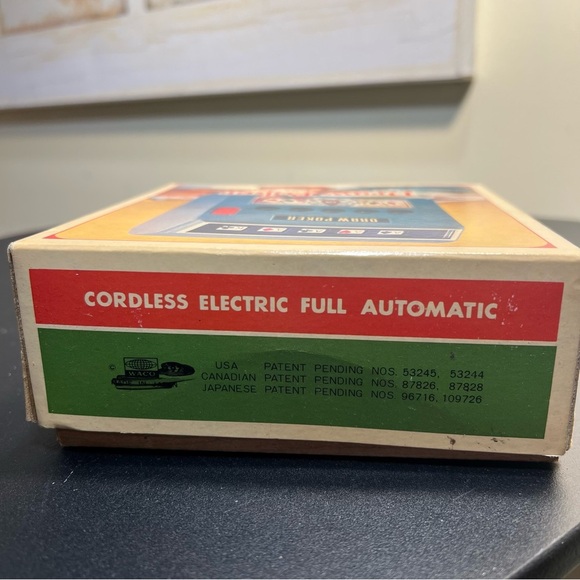 DRAW POKER
CORDLESS ELECTRIC FULL AUTOMATIC
©
WACO
USA PATENT PENDING NOS. 53245, 53244
CANADIAN PATENT PENDING NOS. 87826, 87828
JAPANESE PATENT PENDING NOS. 96716, 109726